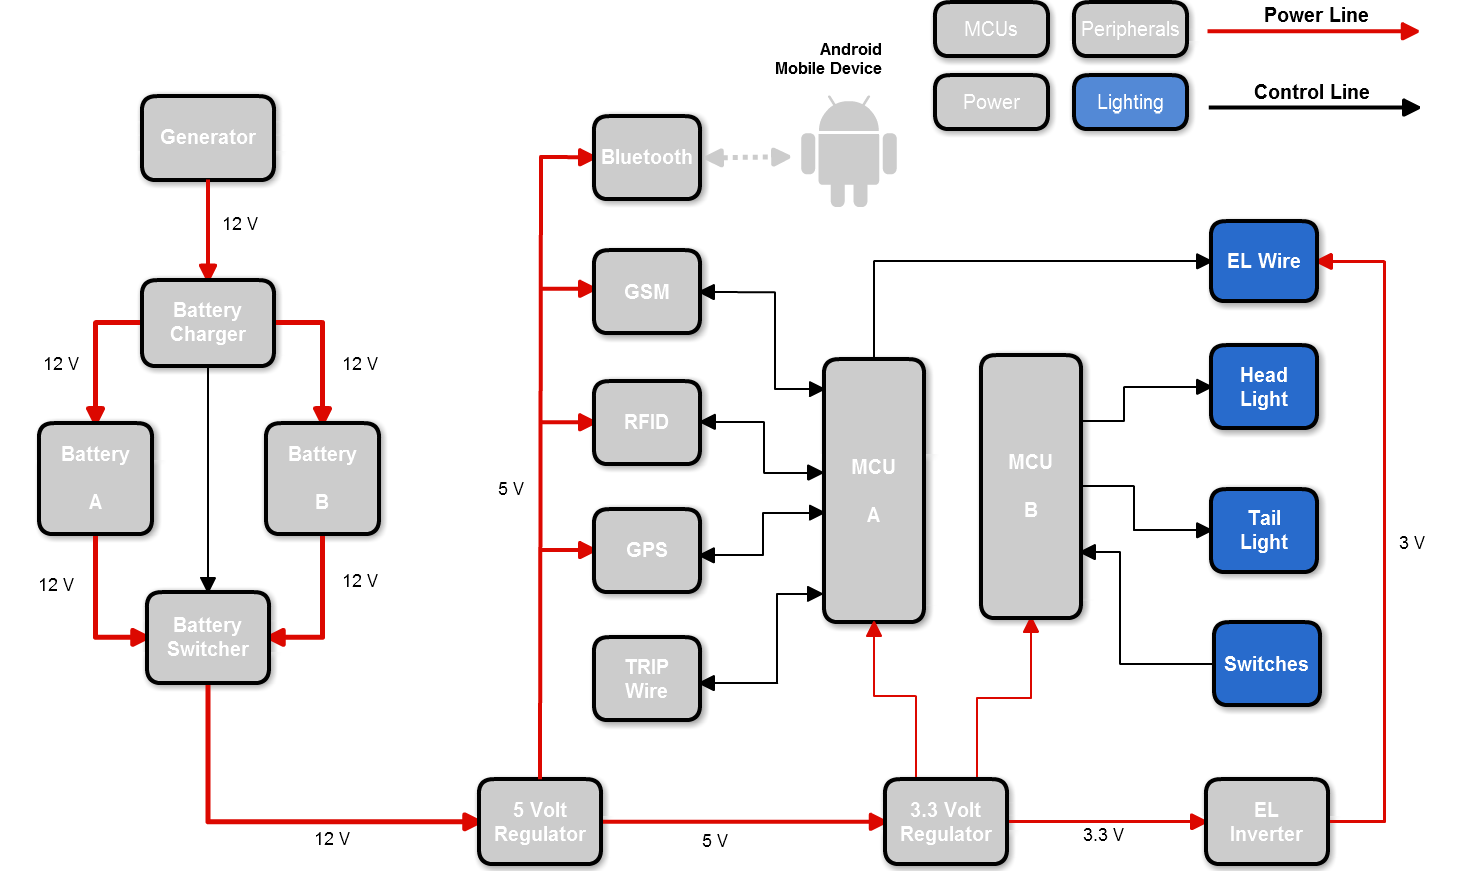 MCUs
Peripherals
Power Line
Power
Lighting
Control Line
Android
Mobile Device
Generator
12 V
Battery
Charger
12 V
12 V
Battery
A
Battery
B
12 V
12 V
Battery
Switcher
12 V
5 Volt
Regulator
5 V
5 V
Bluetooth
GSM
RFID
GPS
TRIP
Wire
MCU
A
MCU
B
3.3 Volt
Regulator
3.3 V
EL
Inverter
3 V
EL Wire
Head
Light
Tail
Light
Switches